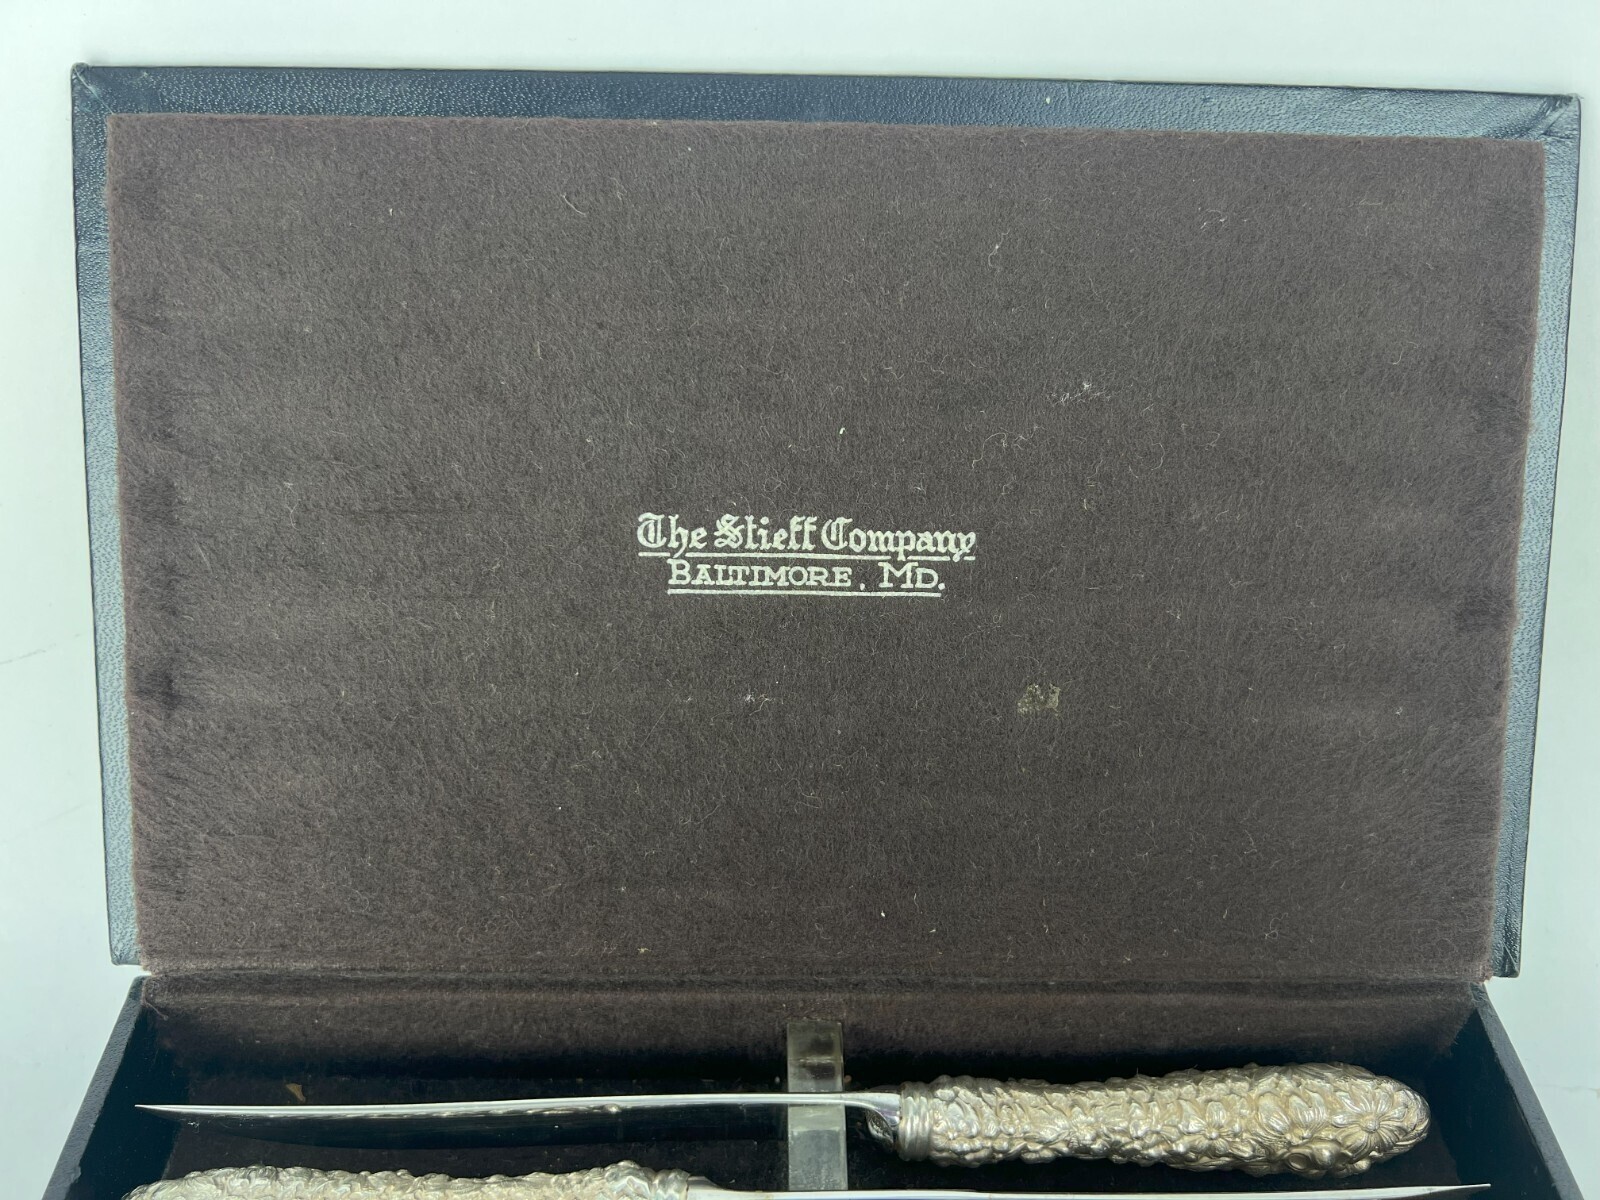 The Stieff Company
BALTIMORE, MD.